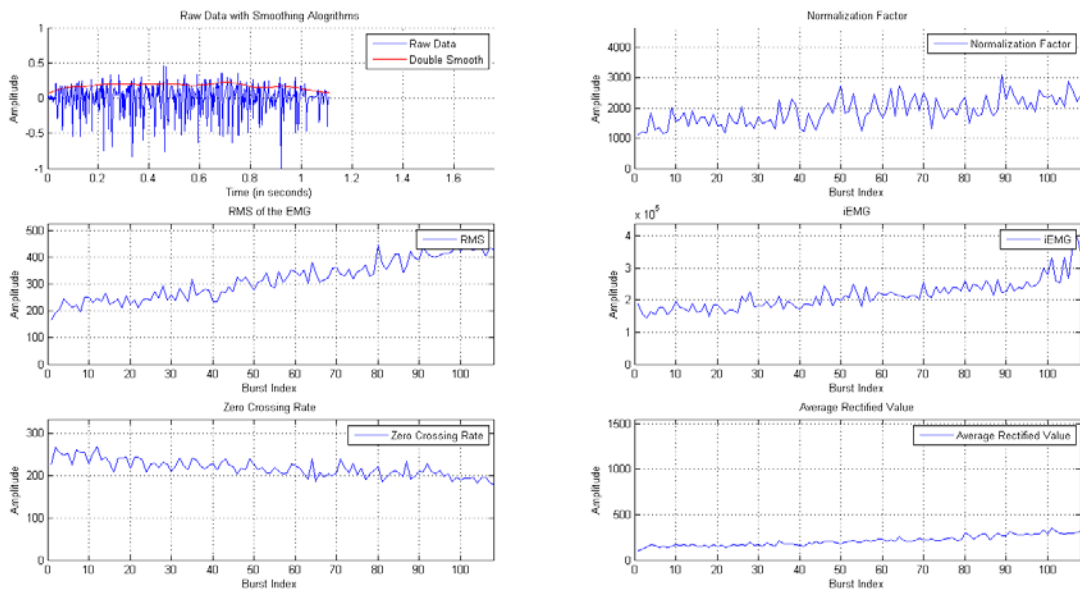 Raw Data with Smoothing Alogrithms
1
0.5
0
-0.5
-1
Amplitude
Raw Data
Double Smooth
0 0.2 0.4 0.6 0.8 1 1.2 1.4 1.6
Time (in seconds)
Normalization Factor
4000
3000
2000
1000
0
Amplitude
Normalization Factor
0 10 20 30 40 50 60 70 80 90 100
Burst Index
RMS of the EMG
500
400
300
200
100
0
Amplitude
RMS
0 10 20 30 40 50 60 70 80 90 100
Burst Index
iEMG
x 10^5
4
3
2
1
0
Amplitude
iEMG
0 10 20 30 40 50 60 70 80 90 100
Burst Index
Zero Crossing Rate
300
200
100
0
Amplitude
Zero Crossing Rate
0 10 20 30 40 50 60 70 80 90 100
Burst Index
Average Rectified Value
1500
1000
500
0
Amplitude
Average Rectified Value
0 10 20 30 40 50 60 70 80 90 100
Burst Index